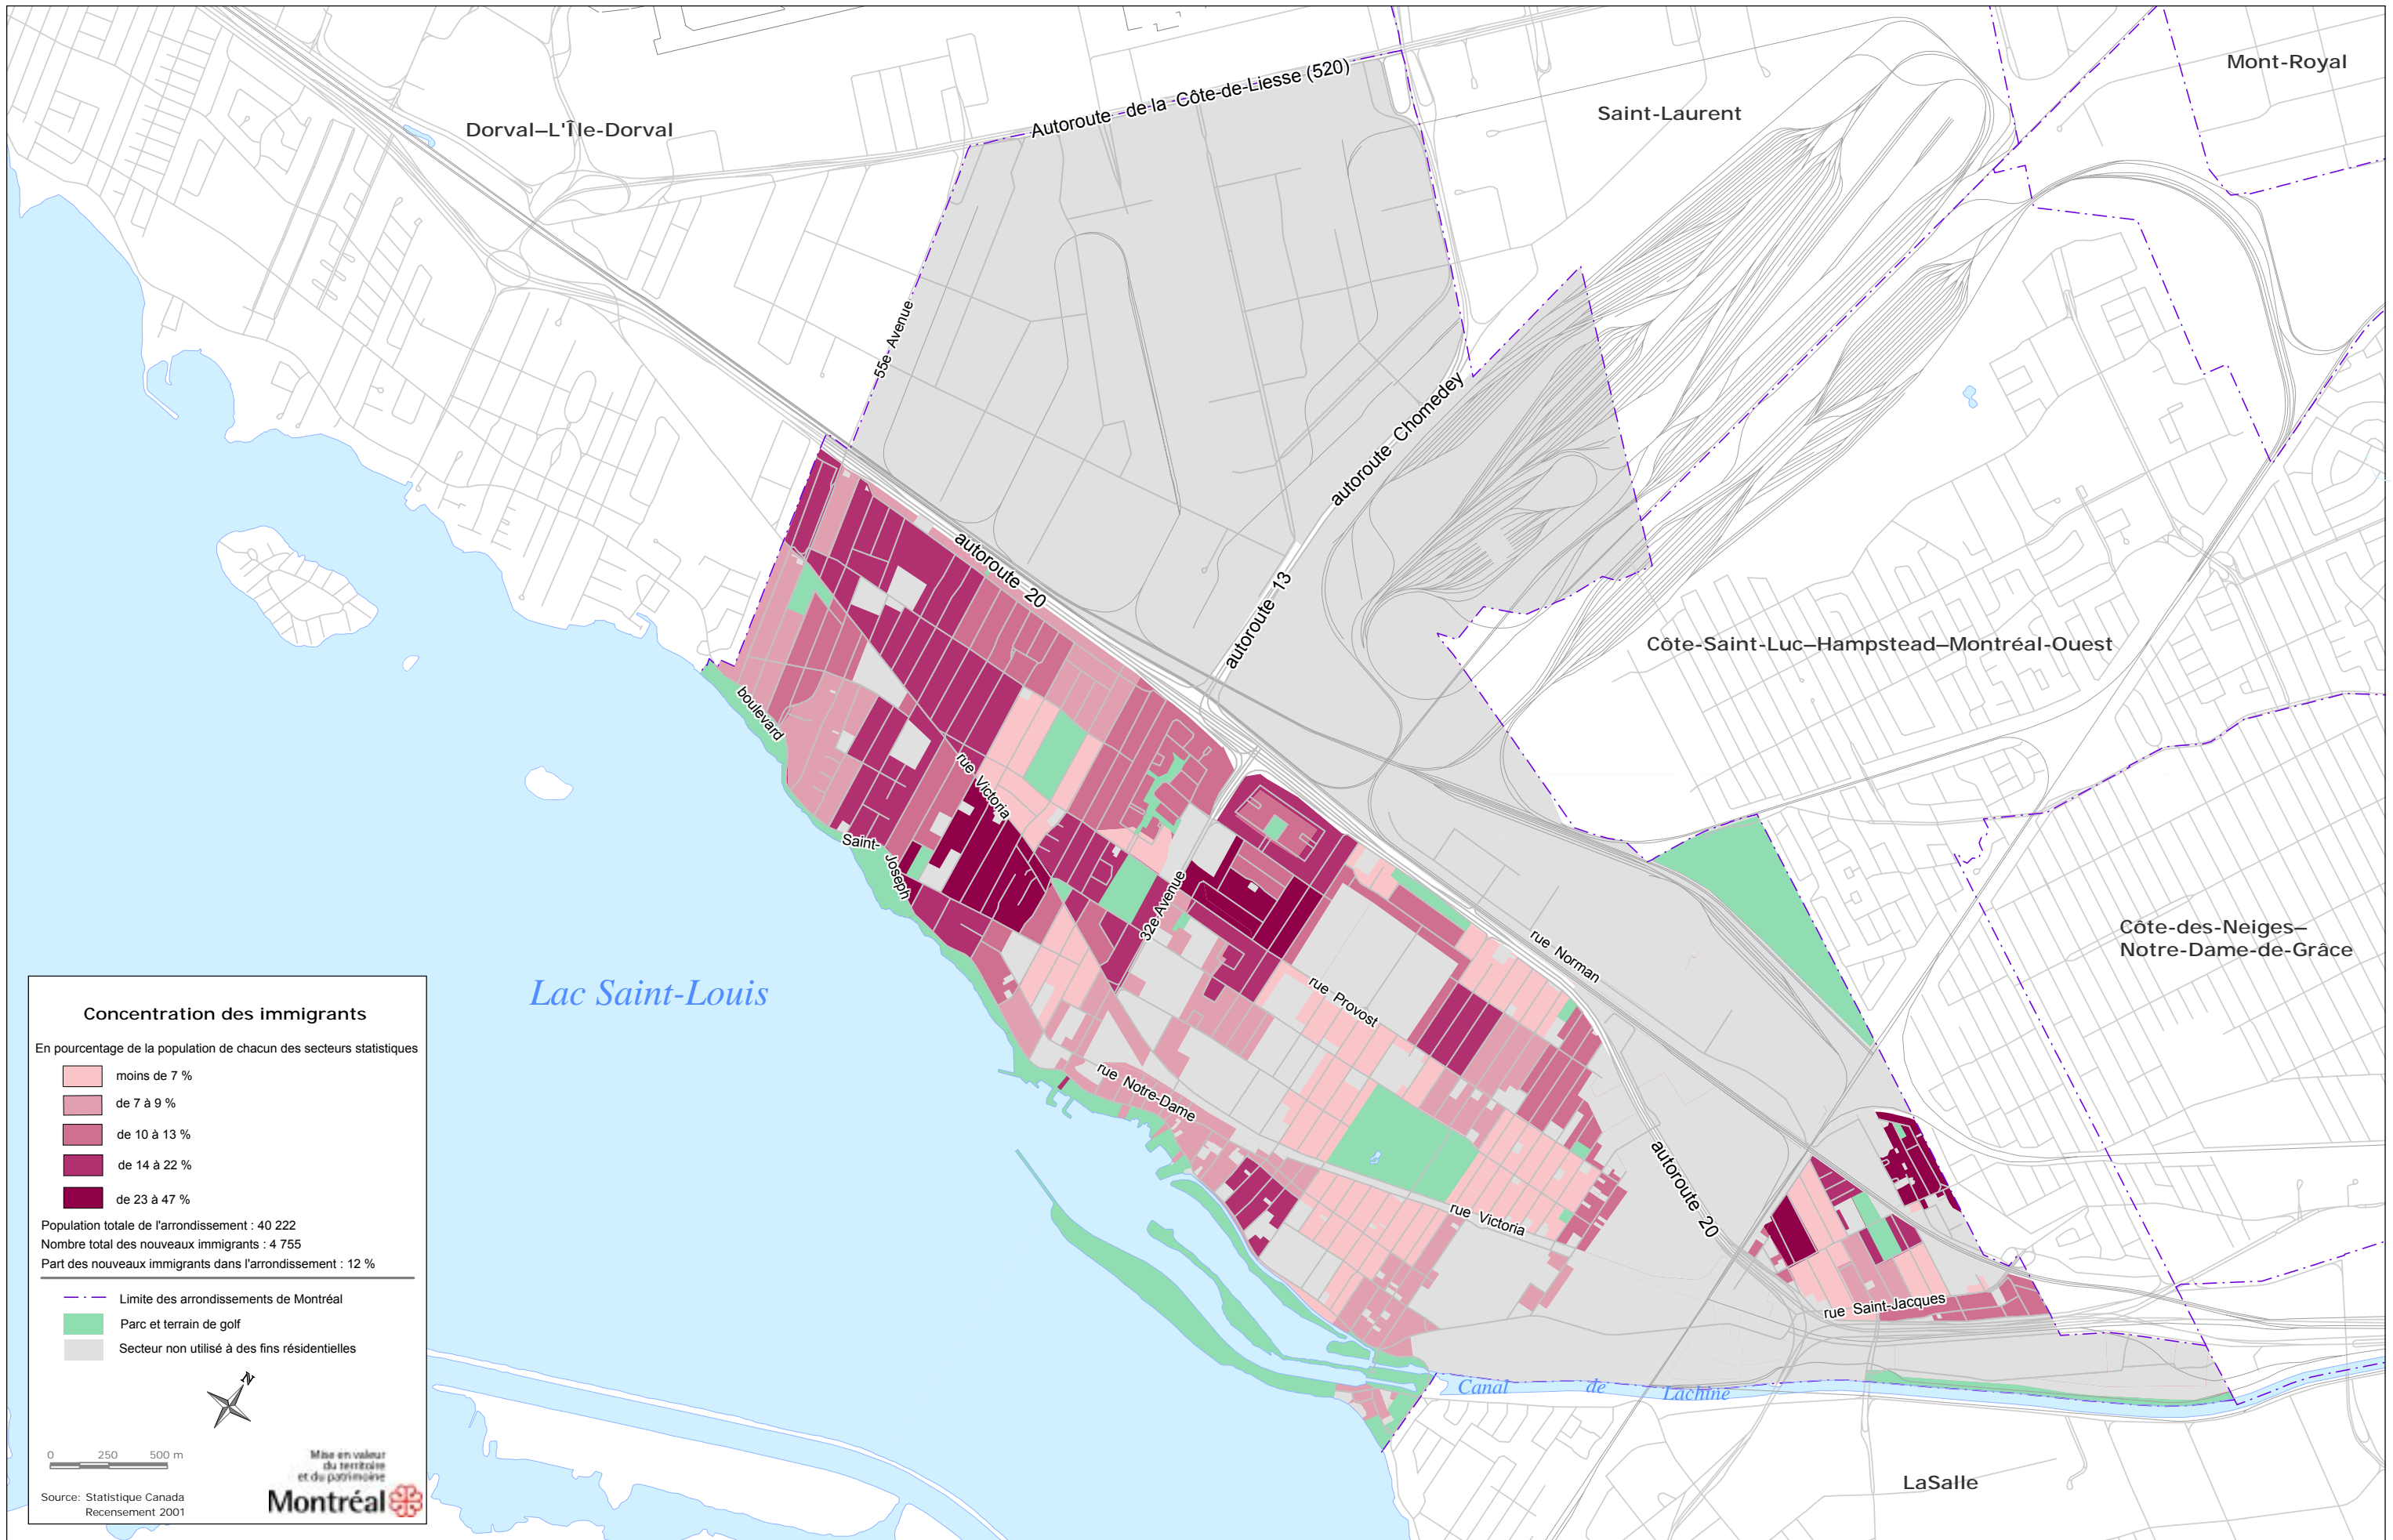 Mont-Royal
Autoroute de la Côte-de-Liesse (520)
Saint-Laurent
Dorval–L'Île-Dorval
55e Avenue
autoroute Chomedey
autoroute 20
autoroute 13
Côte-Saint-Luc–Hampstead–Montréal-Ouest
boulevard
rue Victoria
Saint- Joseph
32e Avenue
rue Norman
Côte-des-Neiges–
Notre-Dame-de-Grâce
Lac Saint-Louis
rue Provost
rue Notre-Dame
autoroute 20
rue Victoria
rue Saint-Jacques
Canal de Lachine
LaSalle
Concentration des immigrants
En pourcentage de la population de chacun des secteurs statistiques
moins de 7 %
de 7 à 9 %
de 10 à 13 %
de 14 à 22 %
de 23 à 47 %
Population totale de l'arrondissement : 40 222
Nombre total des nouveaux immigrants : 4 755
Part des nouveaux immigrants dans l'arrondissement : 12 %
Limite des arrondissements de Montréal
Parc et terrain de golf
Secteur non utilisé à des fins résidentielles
N
0 250 500 m
Mise en valeur
du territoire
et du patrimoine
Montréal
Source: Statistique Canada
Recensement 2001